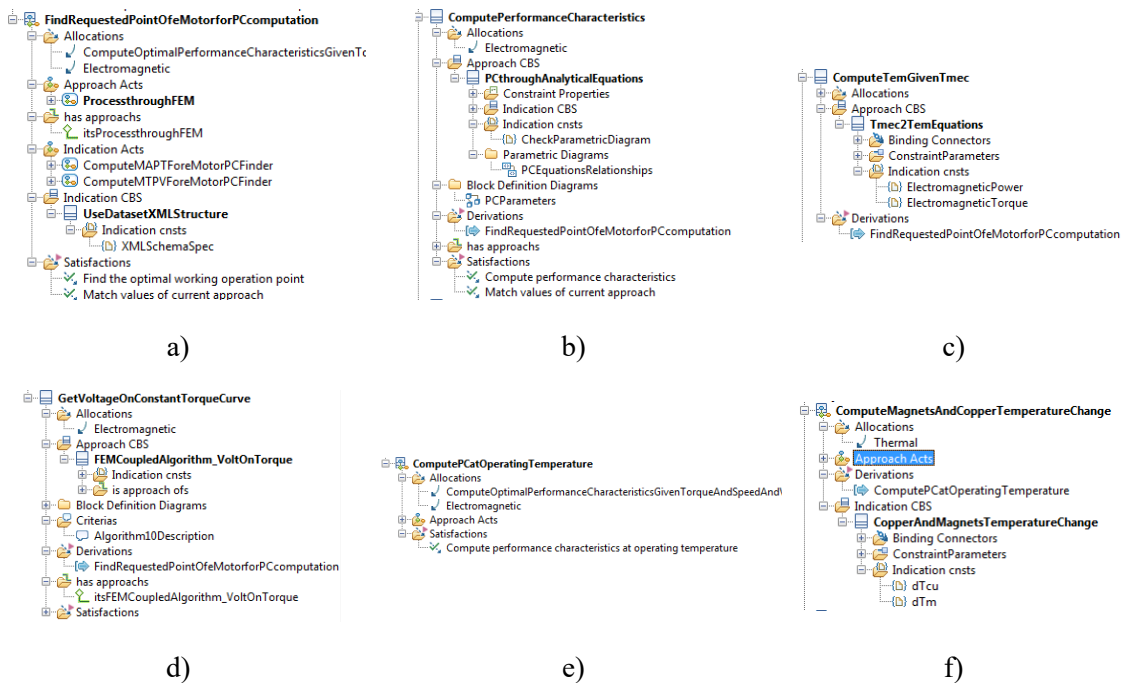 FindRequestedPointOfeMotorforPCcomputation
Allocations
ComputeOptimalPerformanceCharacteristicsGivenTc
Electromagnetic
Approach Acts
ProcessthroughFEM
has approachs
itsProcessthroughFEM
Indication Acts
ComputeMAPTForeMotorPCFinder
ComputeMTPVForeMotorPCFinder
Indication CBS
UseDatasetXMLStructure
Indication cnsts
XMLSchemaSpec
Satisfactions
Find the optimal working operation point
Match values of current approach
a)
ComputePerformanceCharacteristics
Allocations
Electromagnetic
Approach CBS
PCthroughAnalyticalEquations
Constraint Properties
Indication CBS
Indication cnsts
CheckParametricDiagram
Parametric Diagrams
PCEquationsRelationships
Block Definition Diagrams
PCParameters
Derivations
FindRequestedPointOfeMotorforPCcomputation
has approachs
Satisfactions
Compute performance characteristics
Match values of current approach
b)
ComputeTemGivenTmec
Allocations
Approach CBS
Tmec2TemEquations
Binding Connectors
ConstraintParameters
Indication cnsts
ElectromagneticPower
ElectromagneticTorque
Derivations
FindRequestedPointOfeMotorforPCcomputation
c)
GetVoltageOnConstantTorqueCurve
Allocations
Electromagnetic
Approach CBS
FEMCoupledAlgorithm_VoltOnTorque
Indication cnsts
is approach ofs
Block Definition Diagrams
Criterias
Algorithm10Description
Derivations
FindRequestedPointOfeMotorforPCcomputation
has approachs
itsFEMCoupledAlgorithm_VoltOnTorque
Satisfactions
d)
ComputePCatOperatingTemperature
Allocations
ComputeOptimalPerformanceCharacteristicsGivenTorqueAndSpeedAnd\
Electromagnetic
Approach Acts
Satisfactions
Compute performance characteristics at operating temperature
e)
ComputeMagnetsAndCopperTemperatureChange
Allocations
Thermal
Approach Acts
Derivations
ComputePCatOperatingTemperature
Indication CBS
CopperAndMagnetsTemperatureChange
Binding Connectors
ConstraintParameters
Indication cnsts
dTcu
dTm
f)